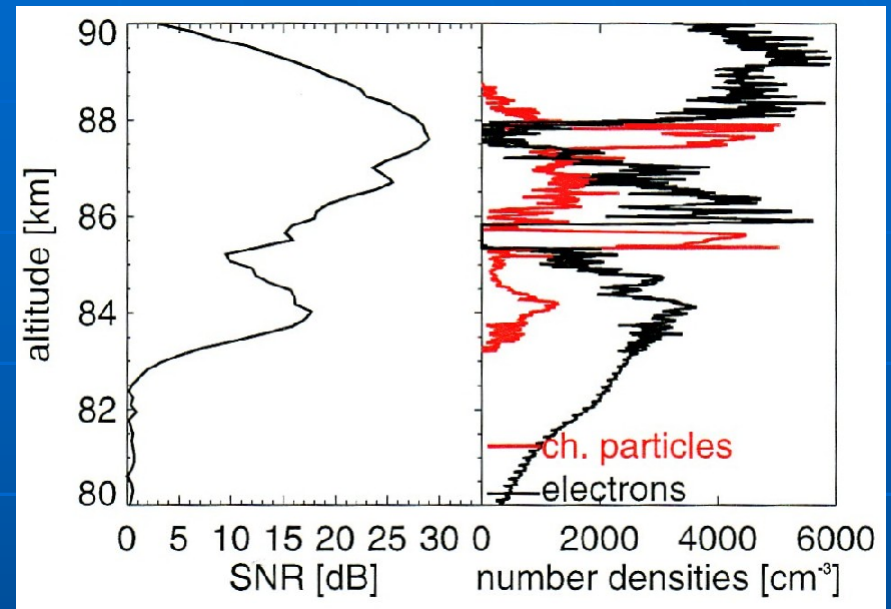 90
88
86
84
82
80
altitude [km]
0 5 10 15 20 25 30
SNR [dB]
ch. particles
electrons
0 2000 4000 6000
number densities [cm⁻³]